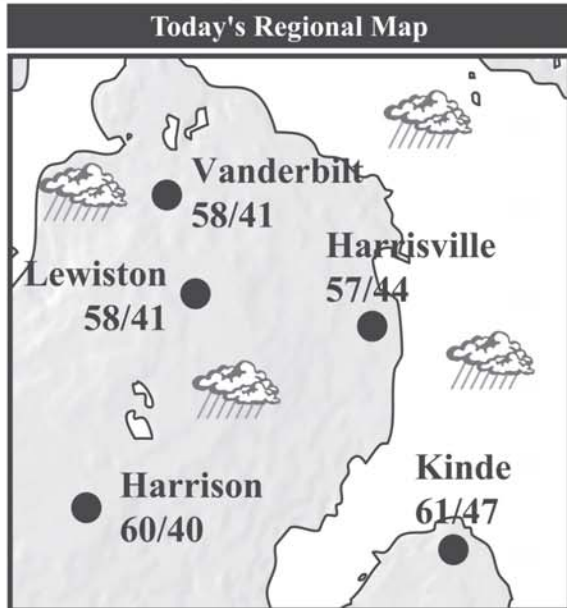 Today's Regional Map
Vanderbilt
58/41
Harrisville
57/44
Lewiston
58/41
Harrison
60/40
Kinde
61/47